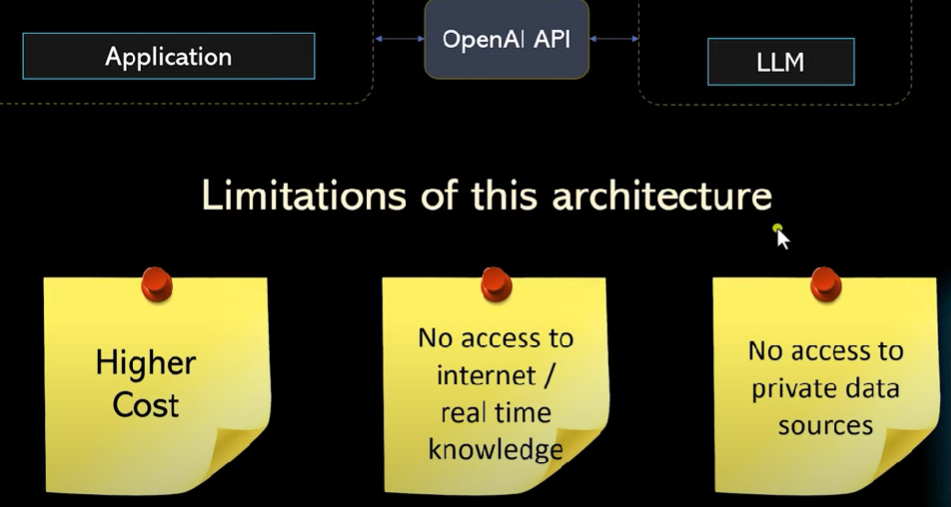 Application
OpenAI API
LLM
Limitations of this architecture
Higher
Cost
No access to
internet /
real time
knowledge
No access to
private data
sources